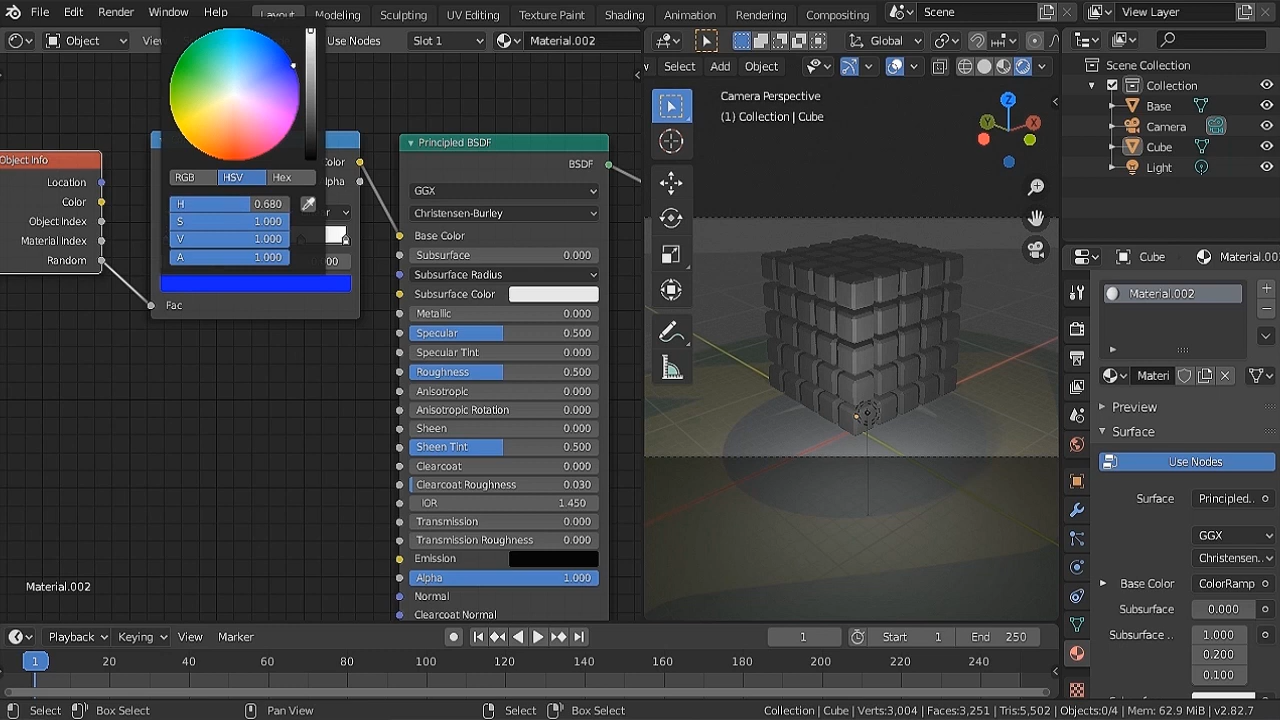 File Edit Render Window Help Layout Modeling Sculpting UV Editing Texture Paint Shading Animation Rendering Compositing Scene View Layer
Object Use Nodes Slot 1 Material.002 Global
Select Add Object
Scene Collection
Collection
Base
Camera
Cube
Light
Camera Perspective
(1) Collection | Cube
Z
Y
X
RGB HSV Hex
H 0.680
S 1.000
V 1.000
A 1.000
Fac
Object Info
Location
Color
Object Index
Material Index
Random
Principled BSDF
BSDF
GGX
Christensen-Burley
Base Color
Subsurface 0.000
Subsurface Radius
Subsurface Color
Metallic 0.000
Specular 0.500
Specular Tint 0.000
Roughness 0.500
Anisotropic 0.000
Anisotropic Rotation 0.000
Sheen 0.000
Sheen Tint 0.500
Clearcoat 0.000
Clearcoat Roughness 0.030
IOR 1.450
Transmission 0.000
Transmission Roughness 0.000
Emission
Alpha 1.000
Normal
Clearcoat Normal
Material.002
Cube Material.00
Material.002
Materi
Preview
Surface
Use Nodes
Surface Principled..
GGX
Christensen..
Base Color ColorRamp
Subsurface 0.000
Subsurface .. 1.000
0.200
0.100
Playback Keying View Marker 1 Start 1 End 250
1 20 40 60 80 100 120 140 160 180 200 220 240
Select Box Select Pan View Select Box Select Collection | Cube | Verts:3,004 | Faces:3,251 | Tris:5,502 | Objects:0/4 | Mem: 62.9 MiB | v2.82.7